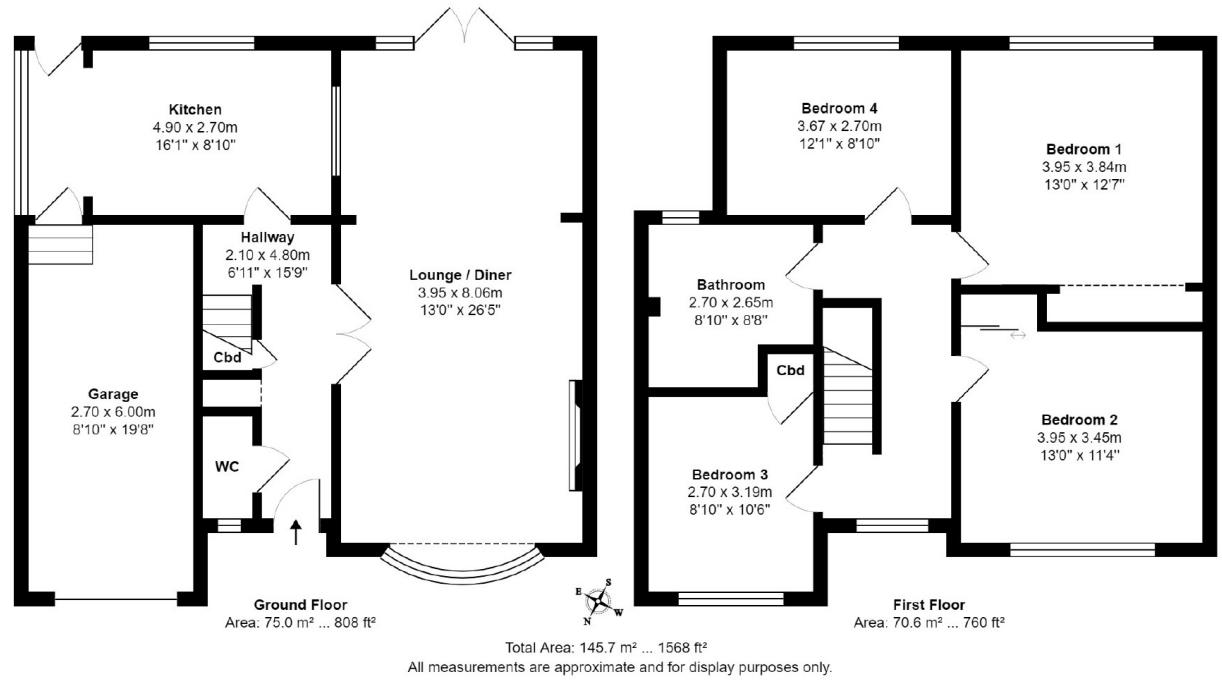 Kitchen
4.90 x 2.70m
16'1" x 8'10"
Hallway
2.10 x 4.80m
6'11" x 15'9"
Lounge / Diner
3.95 x 8.06m
13'0" x 26'5"
Cbd
Garage
2.70 x 6.00m
8'10" x 19'8"
WC
Ground Floor
Area: 75.0 m² ... 808 ft²
Bedroom 4
3.67 x 2.70m
12'1" x 8'10"
Bedroom 1
3.95 x 3.84m
13'0" x 12'7"
Bathroom
2.70 x 2.65m
8'10" x 8'8"
Cbd
Bedroom 2
3.95 x 3.45m
13'0" x 11'4"
Bedroom 3
2.70 x 3.19m
8'10" x 10'6"
First Floor
Area: 70.6 m² ... 760 ft²
S
E
W
N
Total Area: 145.7 m² ... 1568 ft²
All measurements are approximate and for display purposes only.